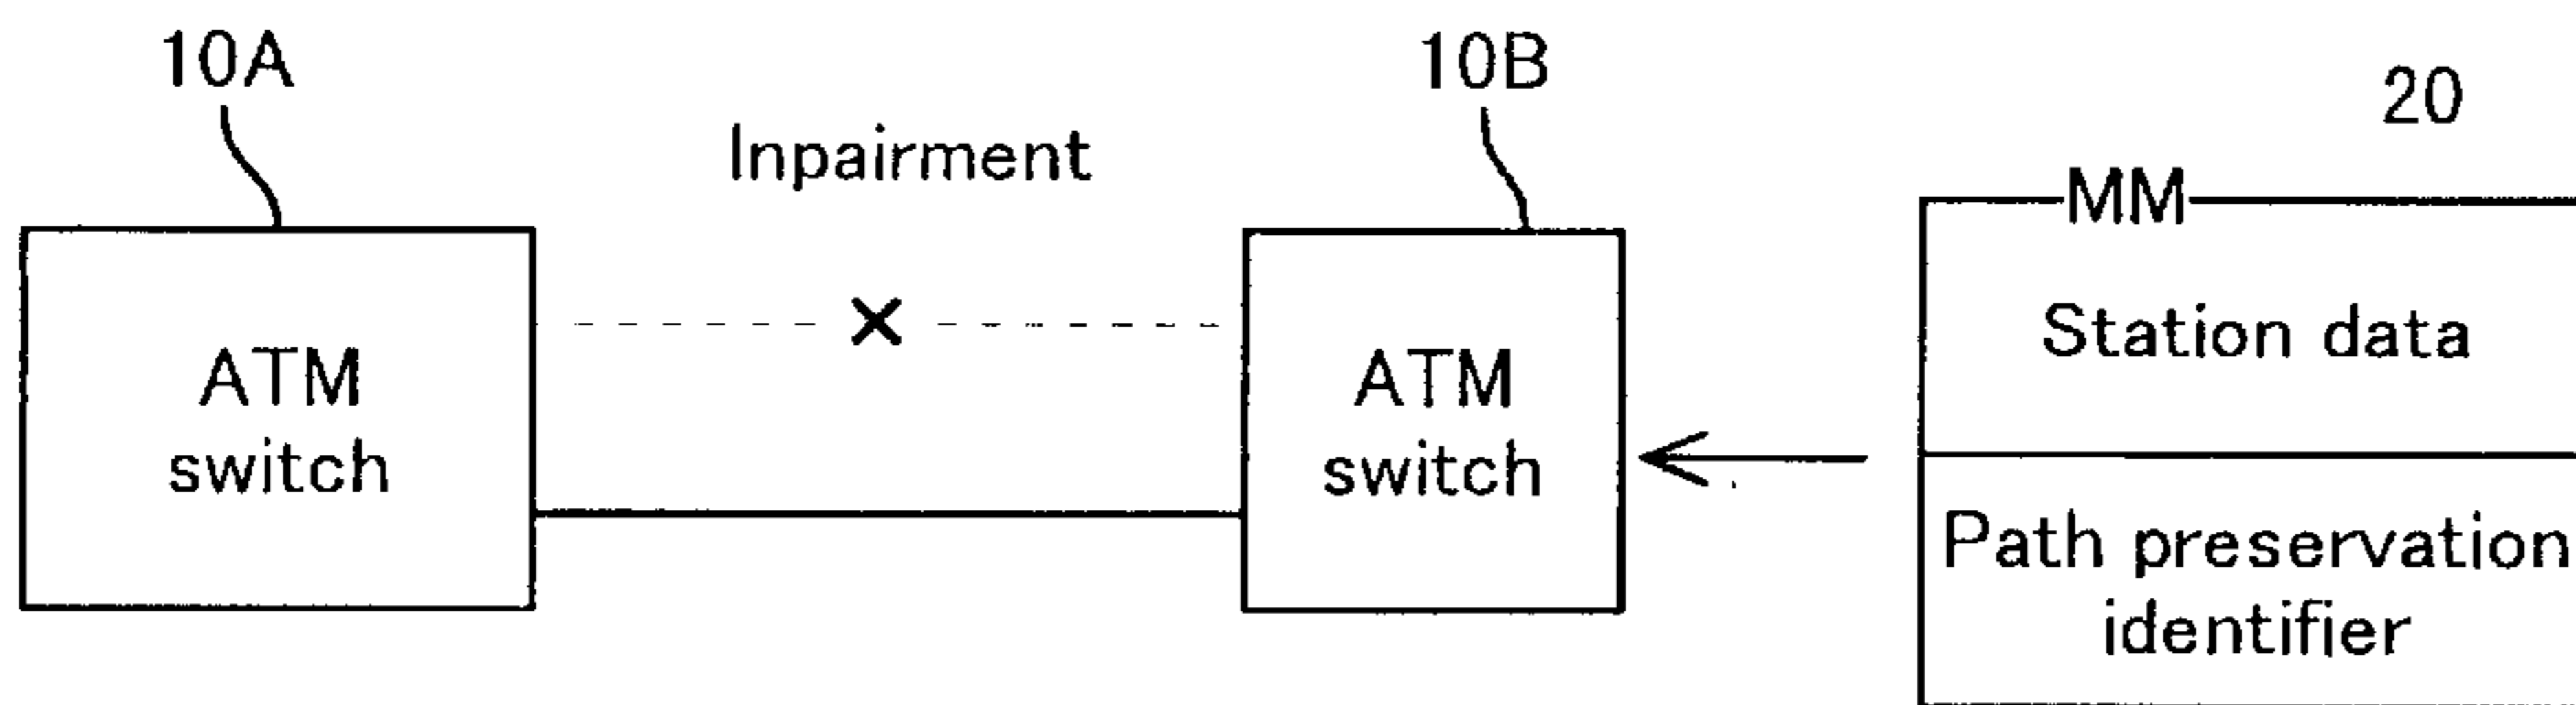 10A
10B
20
Inpairment
MM
ATM
switch
ATM
switch
Station data
Path preservation
identifier